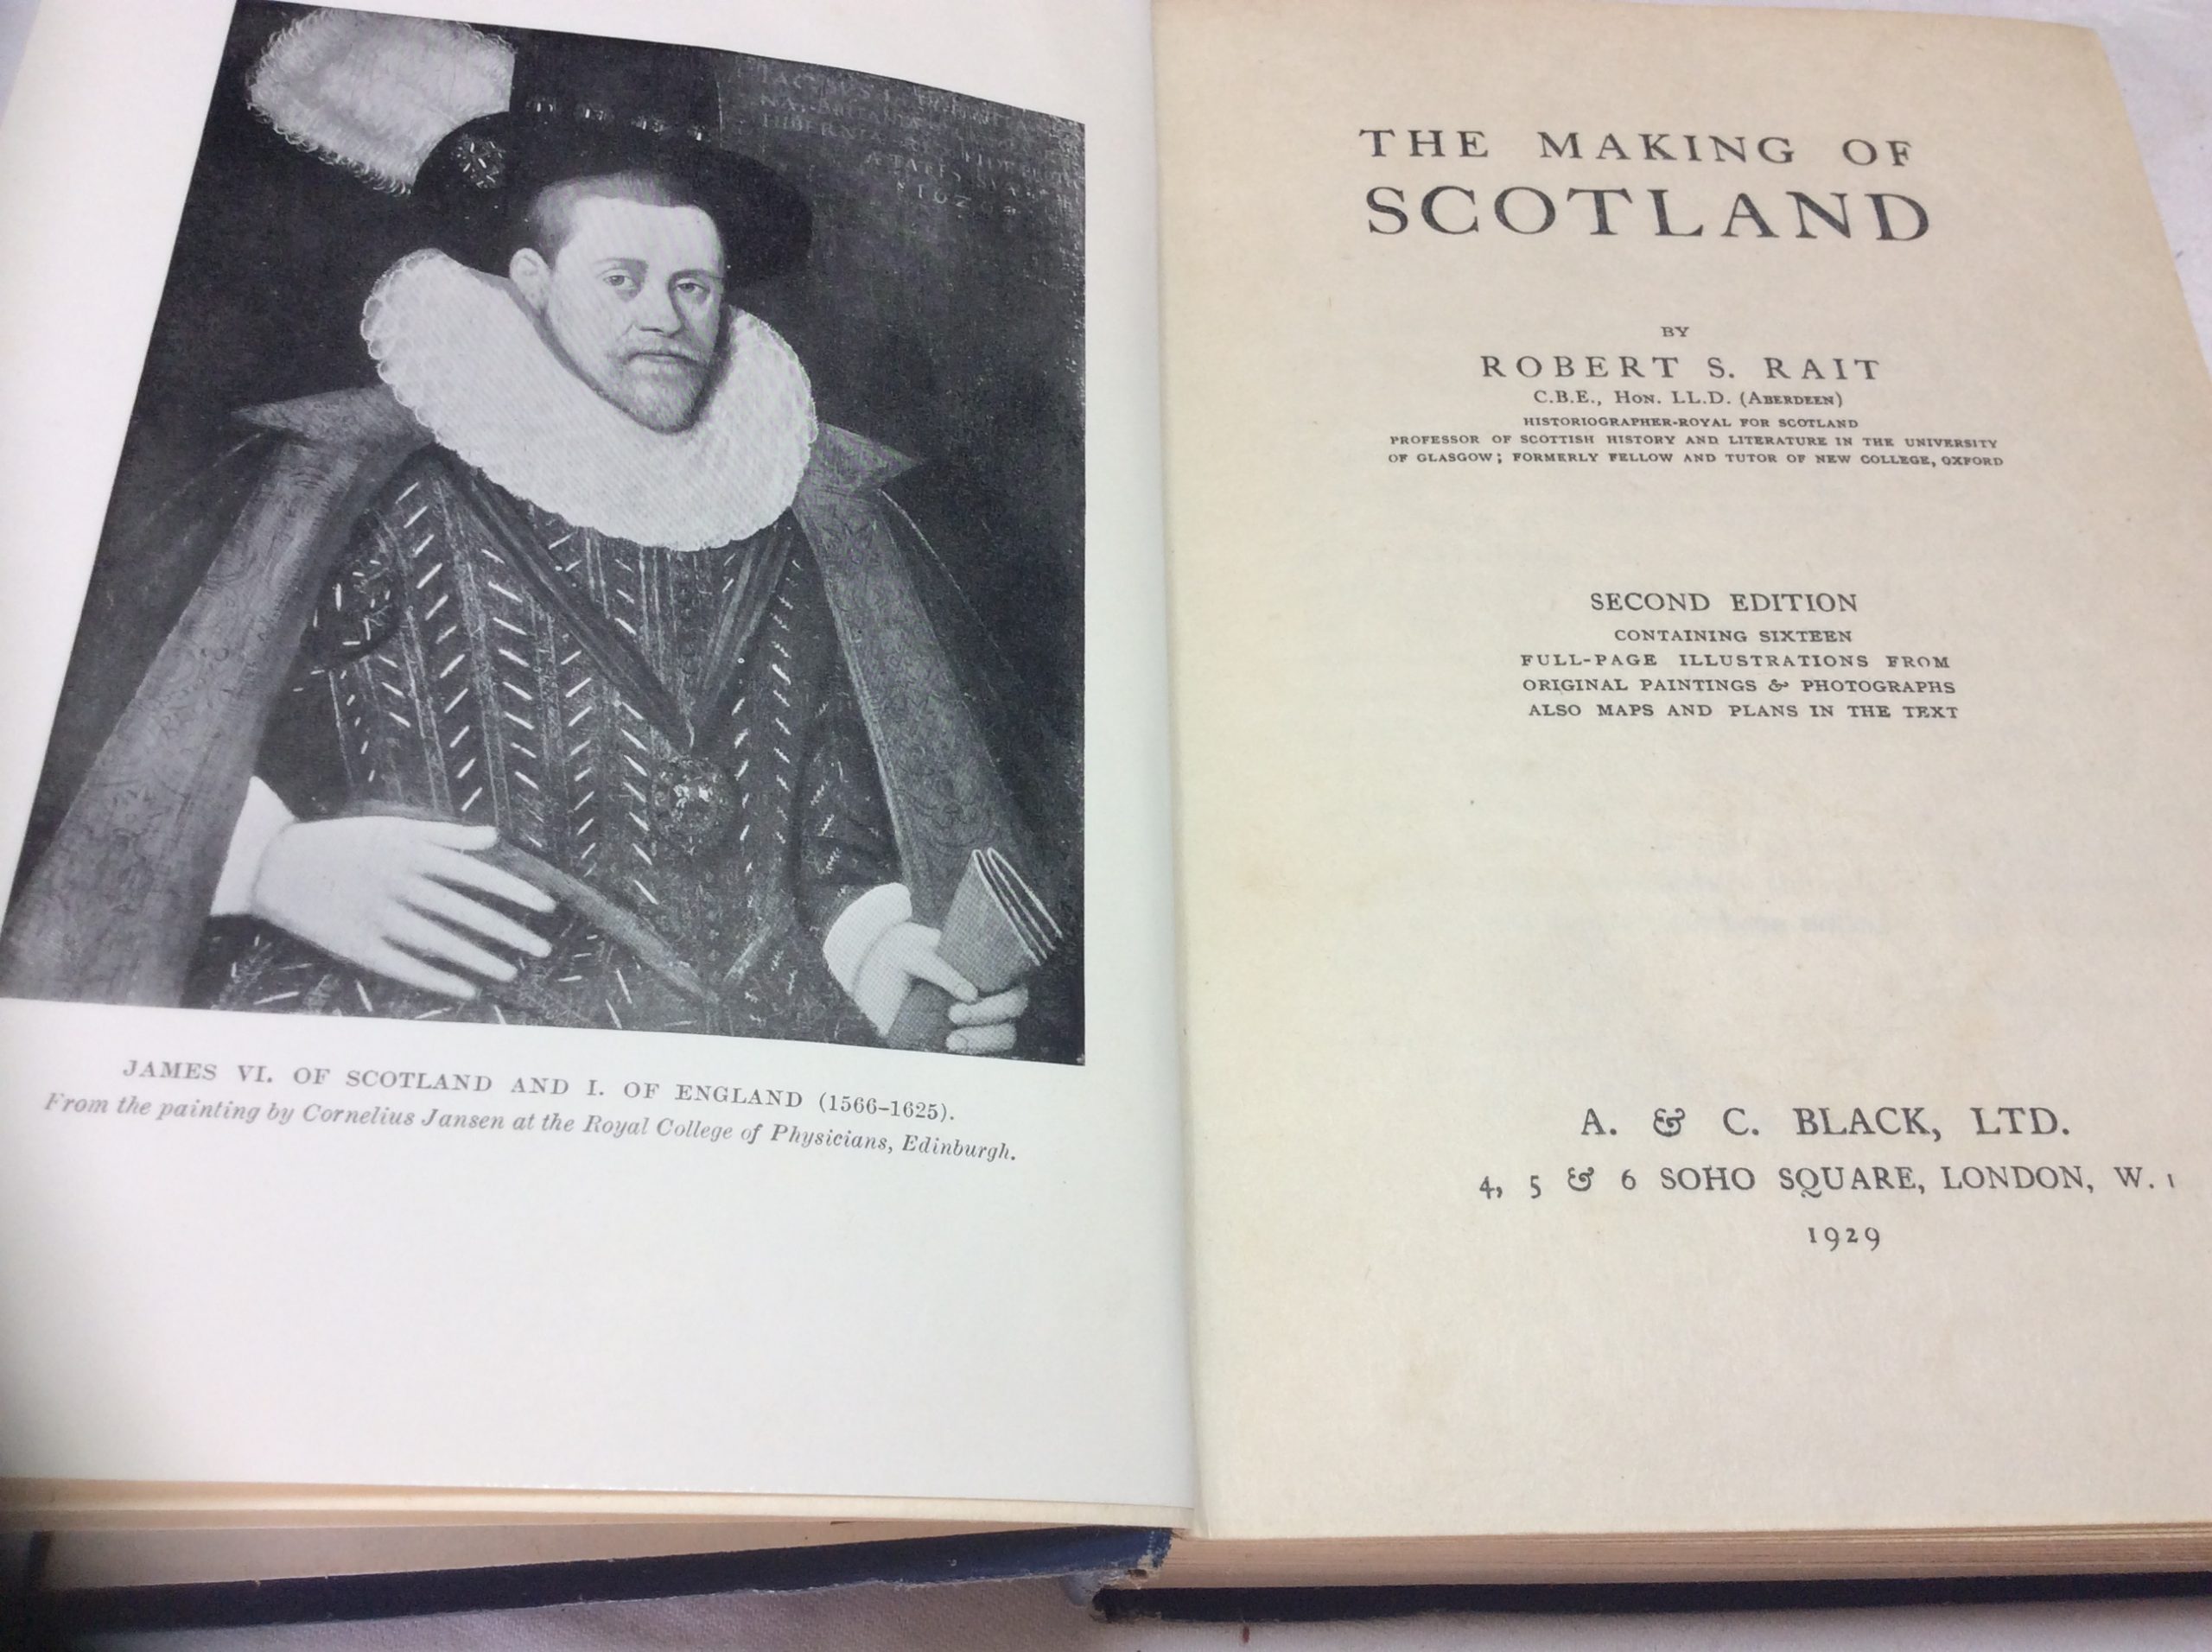 JAMES VI. OF SCOTLAND AND I. OF ENGLAND (1566–1625).
From the painting by Cornelius Jansen at the Royal College of Physicians, Edinburgh.
THE MAKING OF
SCOTLAND
BY
ROBERT S. RAIT
C.B.E., HON. LL.D. (ABERDEEN)
HISTORIOGRAPHER-ROYAL FOR SCOTLAND
PROFESSOR OF SCOTTISH HISTORY AND LITERATURE IN THE UNIVERSITY
OF GLASGOW; FORMERLY FELLOW AND TUTOR OF NEW COLLEGE, OXFORD
SECOND EDITION
CONTAINING SIXTEEN
FULL-PAGE ILLUSTRATIONS FROM
ORIGINAL PAINTINGS & PHOTOGRAPHS
ALSO MAPS AND PLANS IN THE TEXT
A. & C. BLACK, LTD.
4, 5 & 6 SOHO SQUARE, LONDON, W. 1
1929